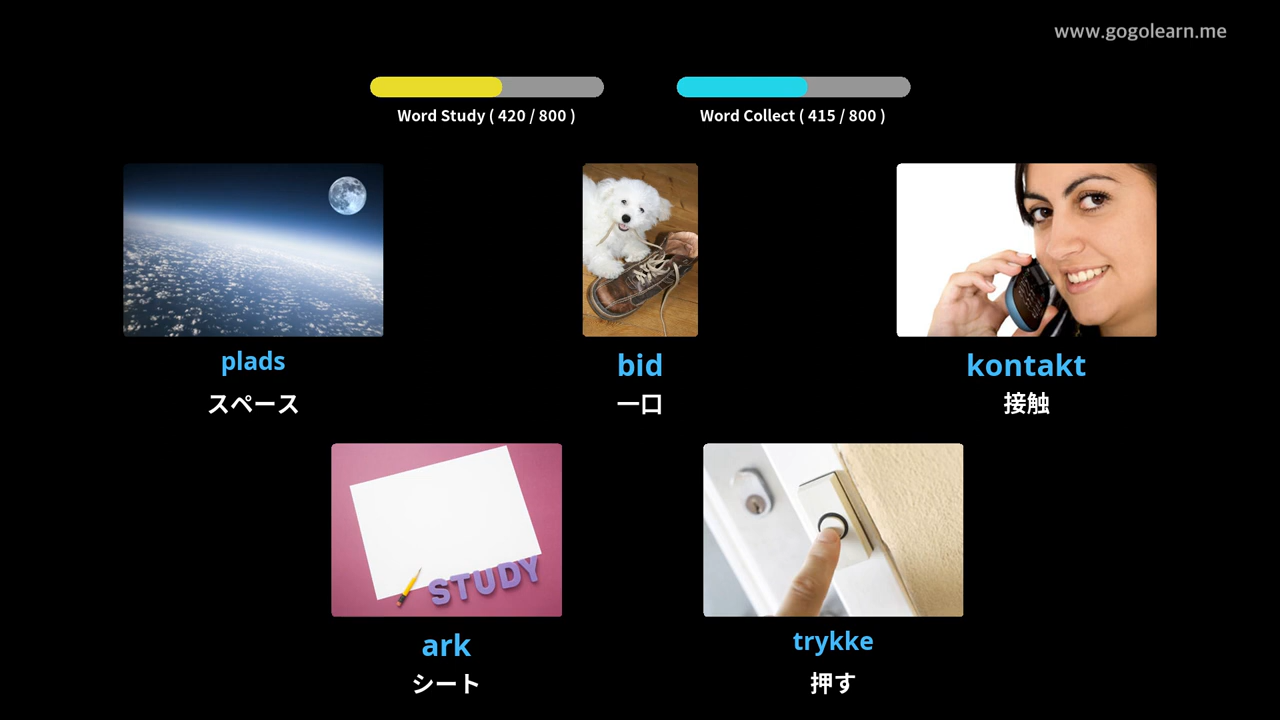 www.gogolearn.me
Word Study ( 420 / 800 )
Word Collect ( 415 / 800 )
plads
スペース
bid
一口
kontakt
接触
STUDY
ark
シート
trykke
押す